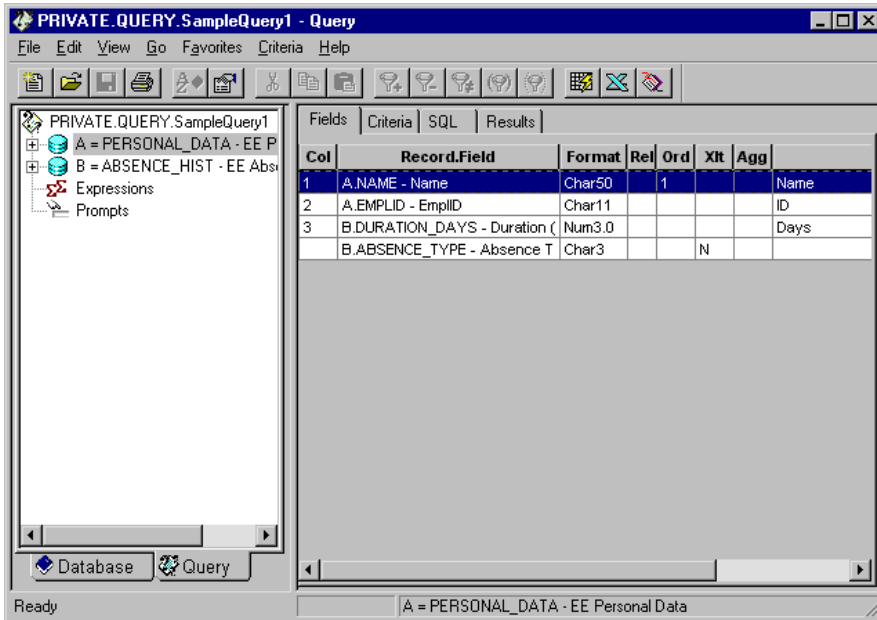 PRIVATE.QUERY.SampleQuery1 - Query
File Edit View Go Favorites Criteria Help
PRIVATE.QUERY.SampleQuery1
A = PERSONAL_DATA - EE P
B = ABSENCE_HIST - EE Abs
Expressions
Prompts
Database Query
Fields Criteria SQL Results
Col Record.Field Format Rel Ord Xlt Agg
1 A.NAME - Name Char50 1 Name
2 A.EMPLID - EmplID Char11 ID
3 B.DURATION_DAYS - Duration ( Num3.0 Days
B.ABSENCE_TYPE - Absence T Char3 N
Ready A = PERSONAL_DATA - EE Personal Data